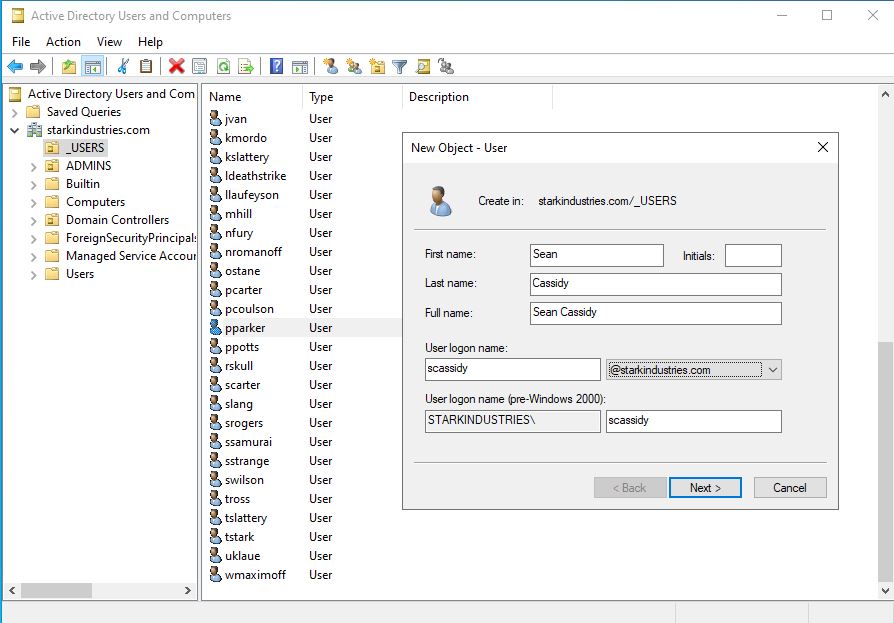 Active Directory Users and Computers
File Action View Help
Active Directory Users and Com
Saved Queries
starkindustries.com
_USERS
ADMINS
Builtin
Computers
Domain Controllers
ForeignSecurityPrincipals
Managed Service Accour
Users
Name Type Description
jvan User
kmordo User
kslattery User
ldeathstrike User
llaufeyson User
mhill User
nfury User
nromanoff User
ostane User
pcarter User
pcoulson User
pparker User
ppotts User
rskull User
scarter User
slang User
srogers User
ssamurai User
sstrange User
swilson User
tross User
tslattery User
tstark User
uklaue User
wmaximoff User
New Object - User
Create in: starkindustries.com/_USERS
First name: Sean Initials:
Last name: Cassidy
Full name: Sean Cassidy
User logon name:
scassidy @starkindustries.com
User logon name (pre-Windows 2000):
STARKINDUSTRIES\ scassidy
< Back Next > Cancel